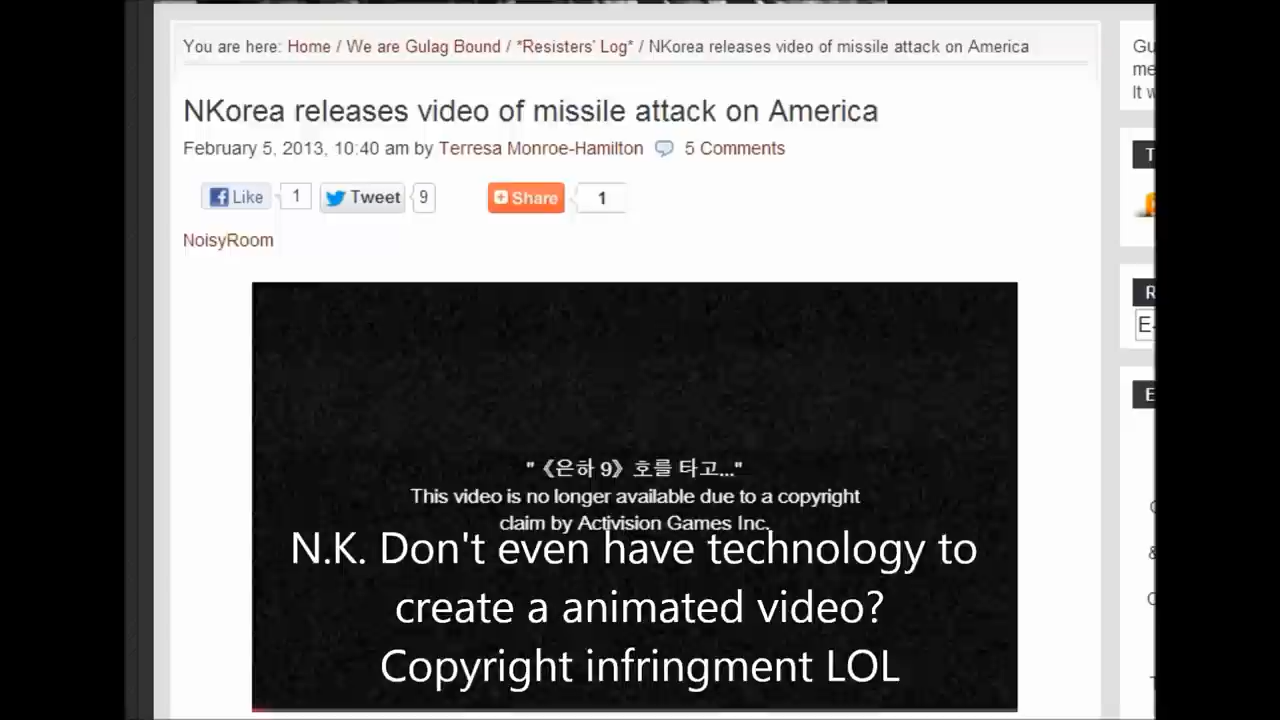 You are here: Home / We are Gulag Bound / *Resisters' Log* / NKorea releases video of missile attack on America
NKorea releases video of missile attack on America
February 5, 2013, 10:40 am by Terresa Monroe-Hamilton 5 Comments
Like 1 Tweet 9 Share 1
NoisyRoom
"《은하 9》호를 타고..."
This video is no longer available due to a copyright
claim by Activision Games Inc.
N.K. Don't even have technology to
create a animated video?
Copyright infringment LOL
Gu
me
It w
T
R
E-
E